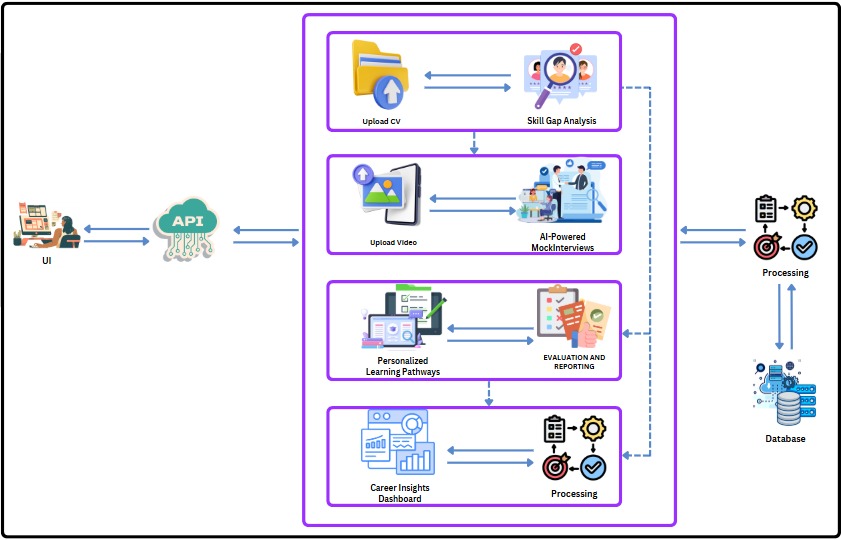 Upload CV
Skill Gap Analysis
Upload Video
AI-Powered
MockInterviews
UI
API
Processing
Personalized
Learning Pathways
EVALUATION AND
REPORTING
Database
Career Insights
Dashboard
Processing